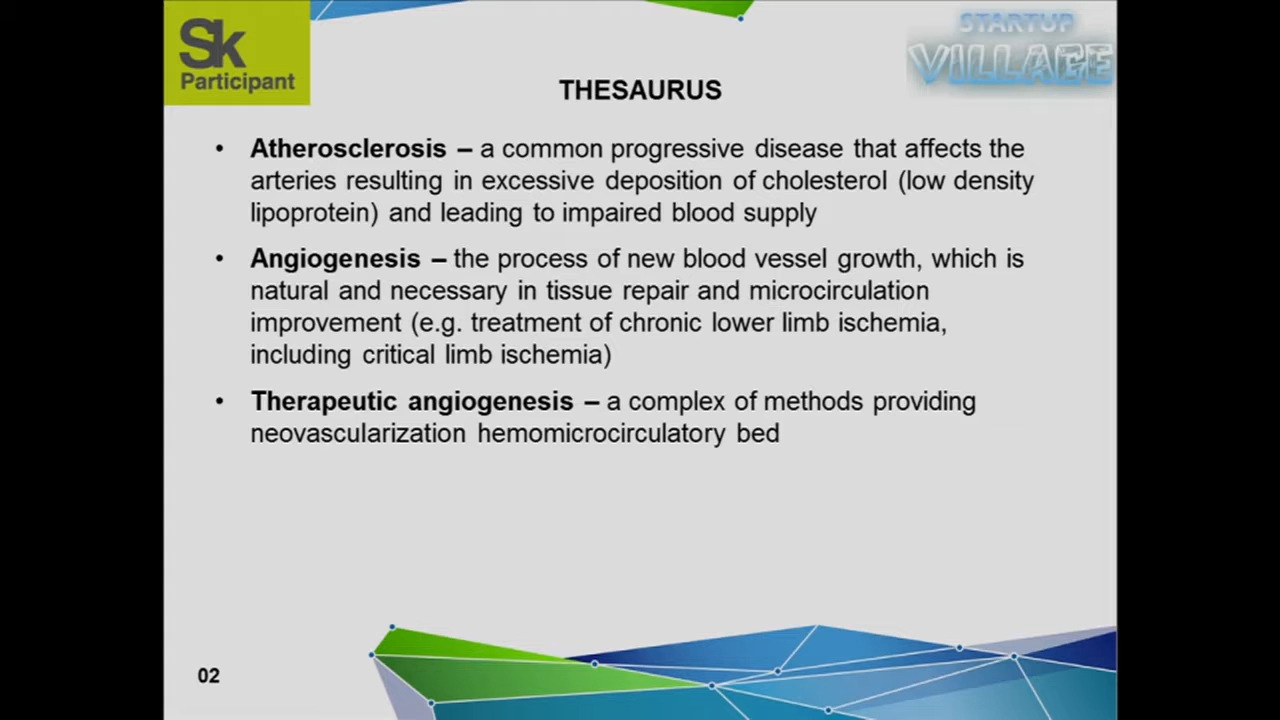 Sk
Participant
STARTUP
VILLAGE
THESAURUS
• Atherosclerosis – a common progressive disease that affects the
arteries resulting in excessive deposition of cholesterol (low density
lipoprotein) and leading to impaired blood supply
• Angiogenesis – the process of new blood vessel growth, which is
natural and necessary in tissue repair and microcirculation
improvement (e.g. treatment of chronic lower limb ischemia,
including critical limb ischemia)
• Therapeutic angiogenesis – a complex of methods providing
neovascularization hemomicrocirculatory bed
02